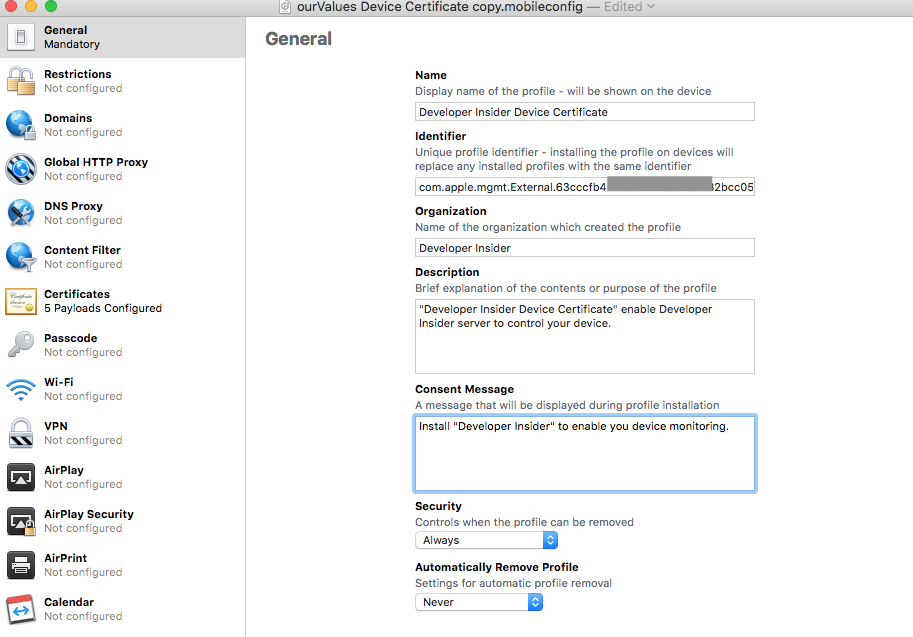 ourValues Device Certificate copy.mobileconfig — Edited
General
Mandatory
Restrictions
Not configured
Domains
Not configured
Global HTTP Proxy
Not configured
DNS Proxy
Not configured
Content Filter
Not configured
Certificates
5 Payloads Configured
Passcode
Not configured
Wi-Fi
Not configured
VPN
Not configured
AirPlay
Not configured
AirPlay Security
Not configured
AirPrint
Not configured
Calendar
Not configured
General
Name
Display name of the profile - will be shown on the device
Developer Insider Device Certificate
Identifier
Unique profile identifier - installing the profile on devices will
replace any installed profiles with the same identifier
com.apple.mgmt.External.63cccfb4 2bcc05
Organization
Name of the organization which created the profile
Developer Insider
Description
Brief explanation of the contents or purpose of the profile
"Developer Insider Device Certificate" enable Developer
Insider server to control your device.
Consent Message
A message that will be displayed during profile installation
Install "Developer Insider" to enable you device monitoring.
Security
Controls when the profile can be removed
Always
Automatically Remove Profile
Settings for automatic profile removal
Never